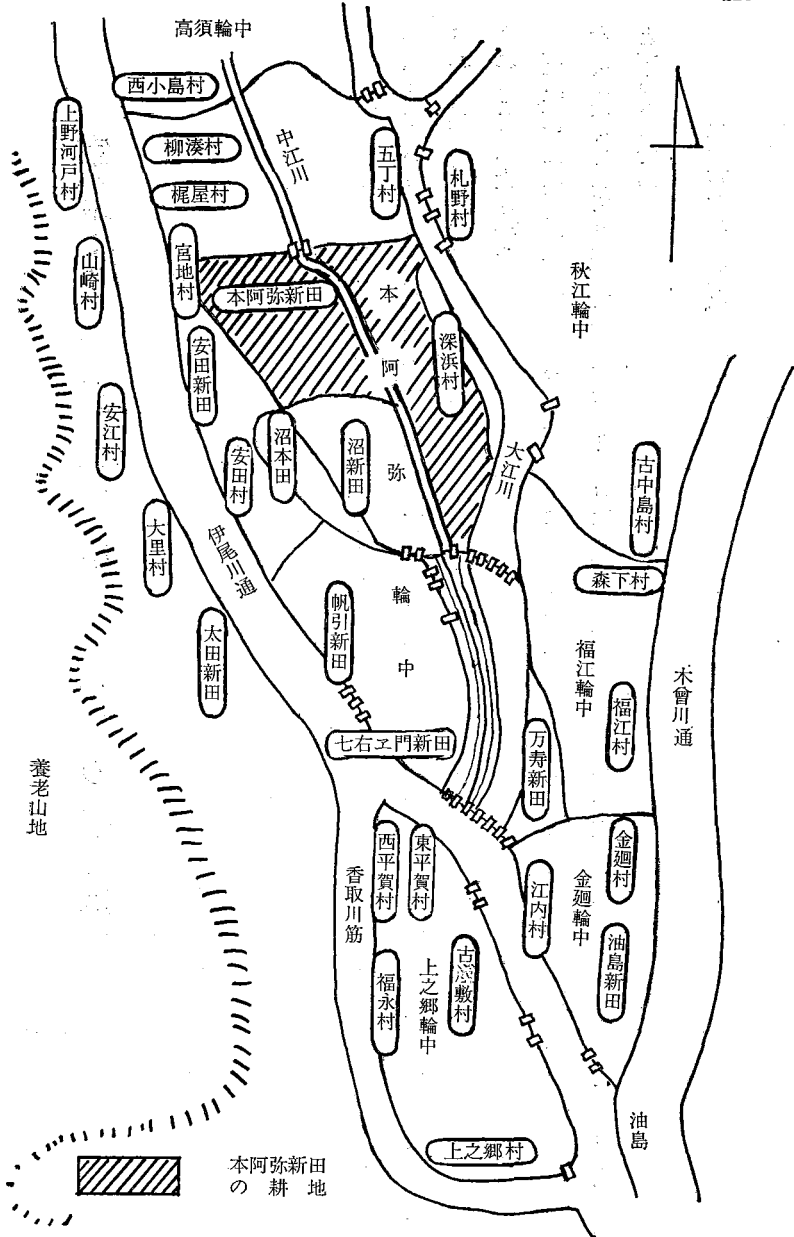 高須輪中
西小島村
上野河戸村
柳湊村
中江川
五丁村
札野村
梶屋村
宮地村
山崎村
本阿弥新田
本阿弥輪中
秋江輪中
深浜村
安田新田
安江村
沼本田
沼新田
安田村
大江川
古中島村
大里村
伊尾川通
森下村
帆引新田
太田新田
福江輪中
福江村
木曾川通
七右ヱ門新田
万寿新田
養老山地
西平賀村
東平賀村
香取川筋
金廻村
江内村
金廻輪中
油島新田
福永村
上之郷輪中
上之郷村
油島
本阿弥新田
の耕地